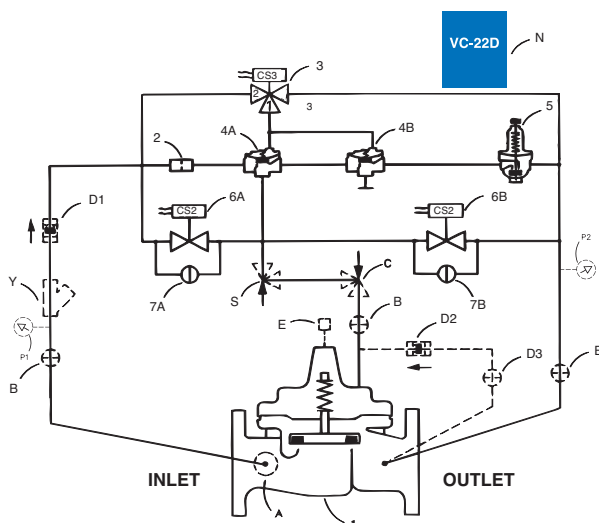 VC-22D
N
CS3
3
2
1
3
2
4A
4B
5
D1
CS2
6A
CS2
6B
P2
Y
7A
S
C
7B
P1
B
E
B
D2
D3
B
INLET
OUTLET
A